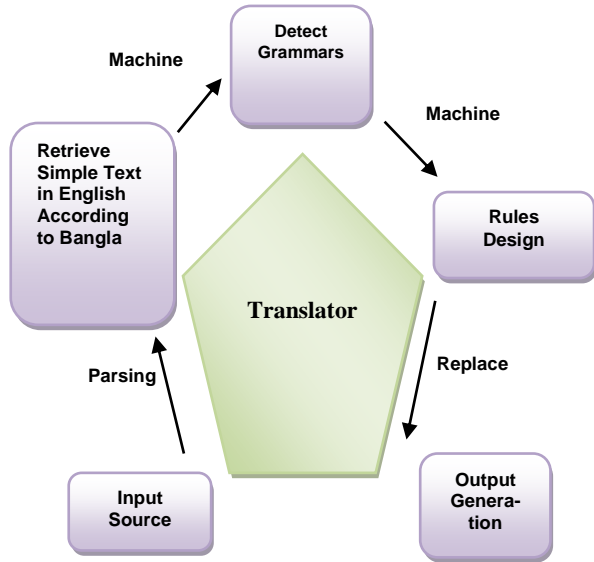 Detect
Grammars
Machine
Machine
Retrieve
Simple Text
in English
According
to Bangla
Rules
Design
Translator
Parsing
Replace
Input
Source
Output
Genera-
tion